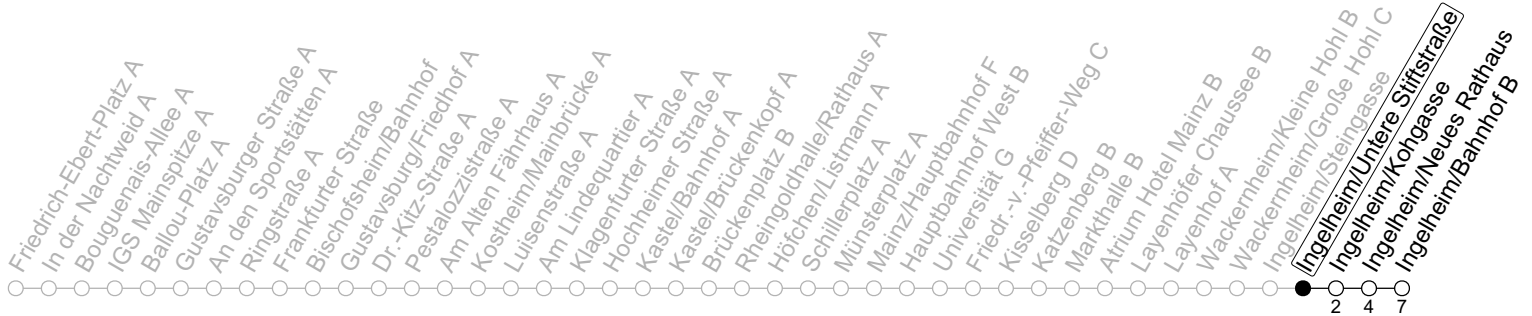 Friedrich-Ebert-Platz A
In der Nachtweid A
Bouguenais-Allee A
IGS Mainspitze A
Ballou-Platz A
Gustavsburger Straße A
An den Sportstätten A
Ringstraße A
Frankfurter Straße
Bischofsheim/Bahnhof
Gustavsburg/Friedhof A
Dr.-Kitz-Straße A
Pestalozzistraße A
Am Alten Fährhaus A
Kostheim/Mainbrücke A
Luisenstraße A
Am Lindequartier A
Klagenfurter Straße A
Hochheimer Straße A
Kastel/Bahnhof A
Kastel/Brückenkopf A
Brückenplatz B
Rheingoldhalle/Rathaus A
Höfchen/Listmann A
Schillerplatz A
Münsterplatz A
Mainz/Hauptbahnhof F
Hauptbahnhof West B
Universität G
Friedr.-v.-Pfeiffer-Weg C
Kisselberg D
Katzenberg B
Markthalle B
Atrium Hotel Mainz B
Layenhöfer Chaussee B
Layenhof A
Wackernheim/Kleine Hohl B
Wackernheim/Große Hohl C
Ingelheim/Steingasse
Ingelheim/Untere Stiftstraße
Ingelheim/Kohgasse
Ingelheim/Neues Rathaus
Ingelheim/Bahnhof B
2 4 7